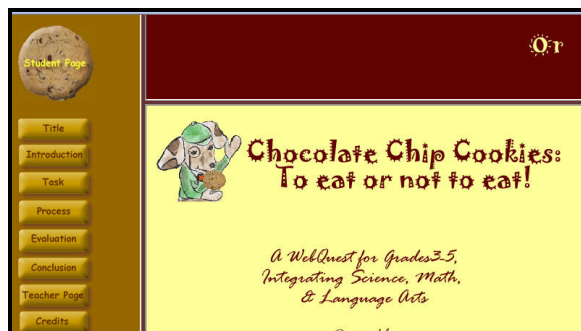 Student Page
Title
Introduction
Task
Process
Evaluation
Conclusion
Teacher Page
Credits
Or
Chocolate Chip Cookies:
To eat or not to eat!
A WebQuest for Grades3-5,
Integrating Science, Math,
& Language Arts